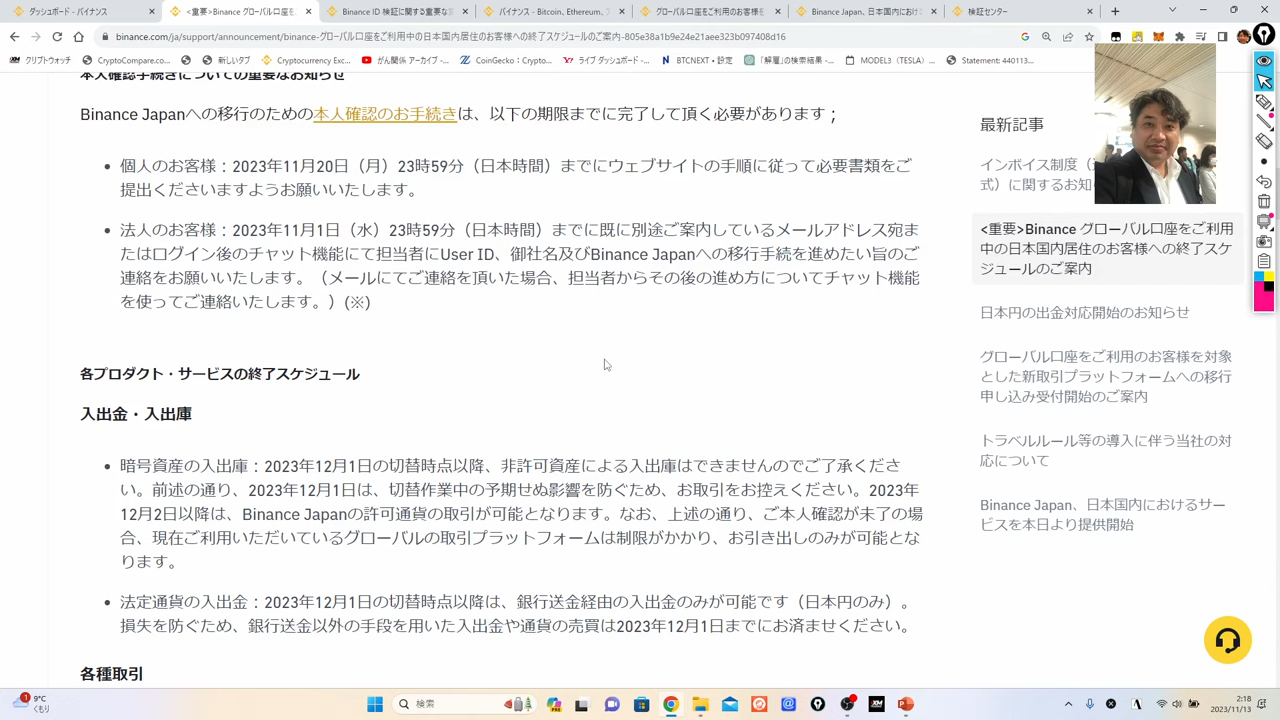 ダッシュボード - バイナンス
<重要>Binance グローバル口座を
Binance ID 検証に関する重要な
バイナンス - Bitcoin, Ethereum,
グローバル口座をご利用のお客様を
Binance Japan、日本国内におけ
検証センター
binance.com/ja/support/announcement/binance-グローバル口座をご利用中の日本国内居住のお客様への終了スケジュールのご案内-805e38a1b9e24e21aee323b097408d16
クリプトウォッチ
CryptoCompare.co...
新しいタブ
Cryptocurrency Exc...
がん関係 アーカイブ -...
CoinGecko : Crypto...
ライブ ダッシュボード -...
BTCNEXT • 設定
「解雇」の検索結果 -...
MODEL3（TESLA）...
Statement: 440113...
本人確認手続きについての重要なお知らせ
Binance Japanへの移行のための本人確認のお手続きは、以下の期限までに完了して頂く必要があります；
個人のお客様：2023年11月20日（月）23時59分（日本時間）までにウェブサイトの手順に従って必要書類をご
提出くださいますようお願いいたします。
法人のお客様：2023年11月1日（水）23時59分（日本時間）までに既に別途ご案内しているメールアドレス宛ま
たはログイン後のチャット機能にて担当者にUser ID、御社名及びBinance Japanへの移行手続を進めたい旨のご
連絡をお願いいたします。（メールにてご連絡を頂いた場合、担当者からその後の進め方についてチャット機能
を使ってご連絡いたします。）(※)
各プロダクト・サービスの終了スケジュール
入出金・入出庫
暗号資産の入出庫：2023年12月1日の切替時点以降、非許可資産による入出庫はできませんのでご了承くださ
い。前述の通り、2023年12月1日は、切替作業中の予期せぬ影響を防ぐため、お取引をお控えください。2023年
12月2日以降は、Binance Japanの許可通貨の取引が可能となります。なお、上述の通り、ご本人確認が未了の場
合、現在ご利用いただいているグローバルの取引プラットフォームは制限がかかり、お引き出しのみが可能とな
ります。
法定通貨の入出金：2023年12月1日の切替時点以降は、銀行送金経由の入出金のみが可能です（日本円のみ）。
損失を防ぐため、銀行送金以外の手段を用いた入出金や通貨の売買は2023年12月1日までにお済ませください。
各種取引
最新記事
インボイス制度（
式）に関するお知
<重要>Binance グローバル口座をご利用
中の日本国内居住のお客様への終了スケ
ジュールのご案内
日本円の出金対応開始のお知らせ
グローバル口座をご利用のお客様を対象
とした新取引プラットフォームへの移行
申し込み受付開始のご案内
トラベルルール等の導入に伴う当社の対
応について
Binance Japan、日本国内におけるサー
ビスを本日より提供開始
1
9°C
くもり
検索
2:18
2023/11/13